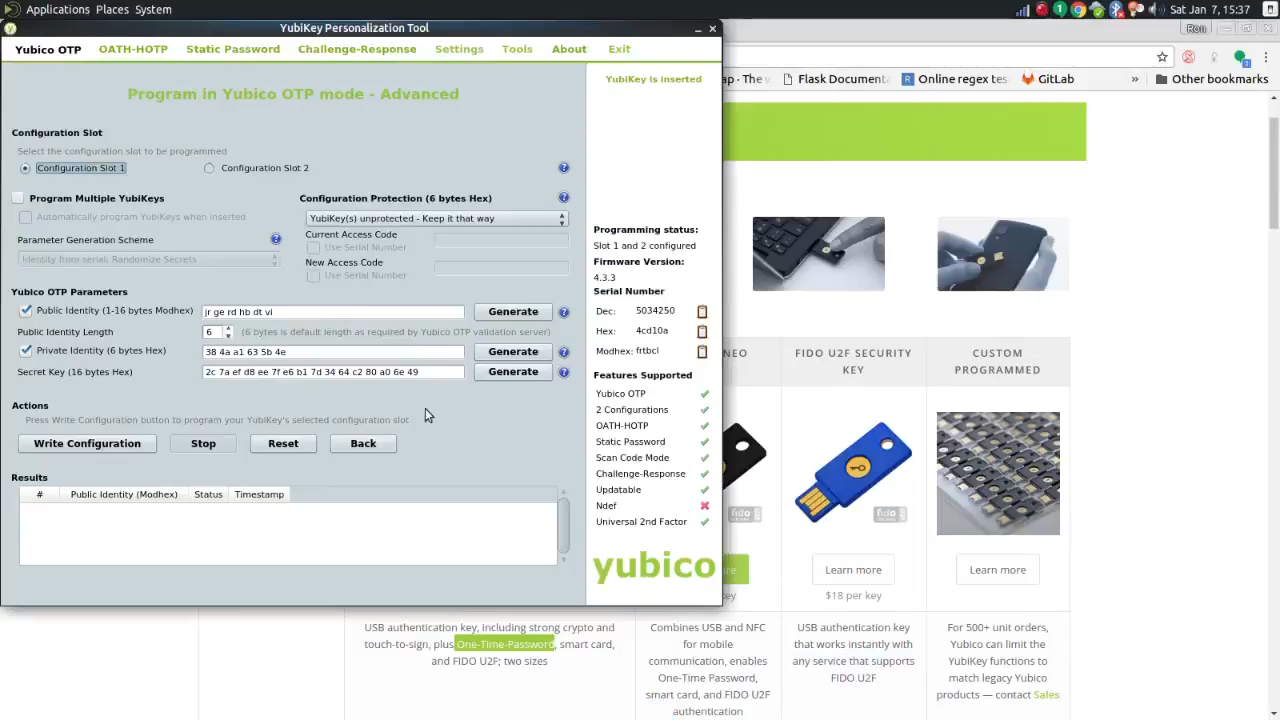 Applications Places System
Sat Jan 7, 15:37
YubiKey Personalization Tool
Ron
Yubico OTP OATH-HOTP Static Password Challenge-Response Settings Tools About Exit
YubiKey is inserted
Flask Document
Online regex tes
GitLab
»
Other bookmarks
Program in Yubico OTP mode - Advanced
Configuration Slot
Select the configuration slot to be programmed
Configuration Slot 1
Configuration Slot 2
Program Multiple YubiKeys
Automatically program YubiKeys when inserted
Parameter Generation Scheme
Identity from serial; Randomize Secrets
Configuration Protection (6 bytes Hex)
YubiKey(s) unprotected - Keep it that way
Current Access Code
Use Serial Number
New Access Code
Use Serial Number
Yubico OTP Parameters
Public Identity (1-16 bytes Modhex) jr ge rd hb dt vi Generate
Public Identity Length 6 (6 bytes is default length as required by Yubico OTP validation server)
Private Identity (6 bytes Hex) 38 4a a1 63 5b 4e Generate
Secret Key (16 bytes Hex) 2c 7a ef d8 ee 7f e6 b1 7d 34 64 c2 80 a0 6e 49 Generate
Actions
Press Write Configuration button to program your YubiKey's selected configuration slot
Write Configuration Stop Reset Back
Results
# Public Identity (Modhex) Status Timestamp
Programming status:
Slot 1 and 2 configured
Firmware Version:
4.3.3
Serial Number
Dec: 5034250
Hex: 4cd10a
Modhex: frtbcl
Features Supported
Yubico OTP
2 Configurations
OATH-HOTP
Static Password
Scan Code Mode
Challenge-Response
Updatable
Ndef
Universal 2nd Factor
yubico
NEO
FIDO U2F SECURITY
KEY
CUSTOM
PROGRAMMED
fido
fido
Learn more
$18 per key
Learn more
USB authentication key, including strong crypto and
touch-to-sign, plus One-Time-Password, smart card,
and FIDO U2F; two sizes
Combines USB and NFC
for mobile
communication, enables
One-Time Password,
smart card, and FIDO U2F
authentication
USB authentication key
that works instantly with
any service that supports
FIDO U2F
For 500+ unit orders,
Yubico can limit the
YubiKey functions to
match legacy Yubico
products — contact Sales